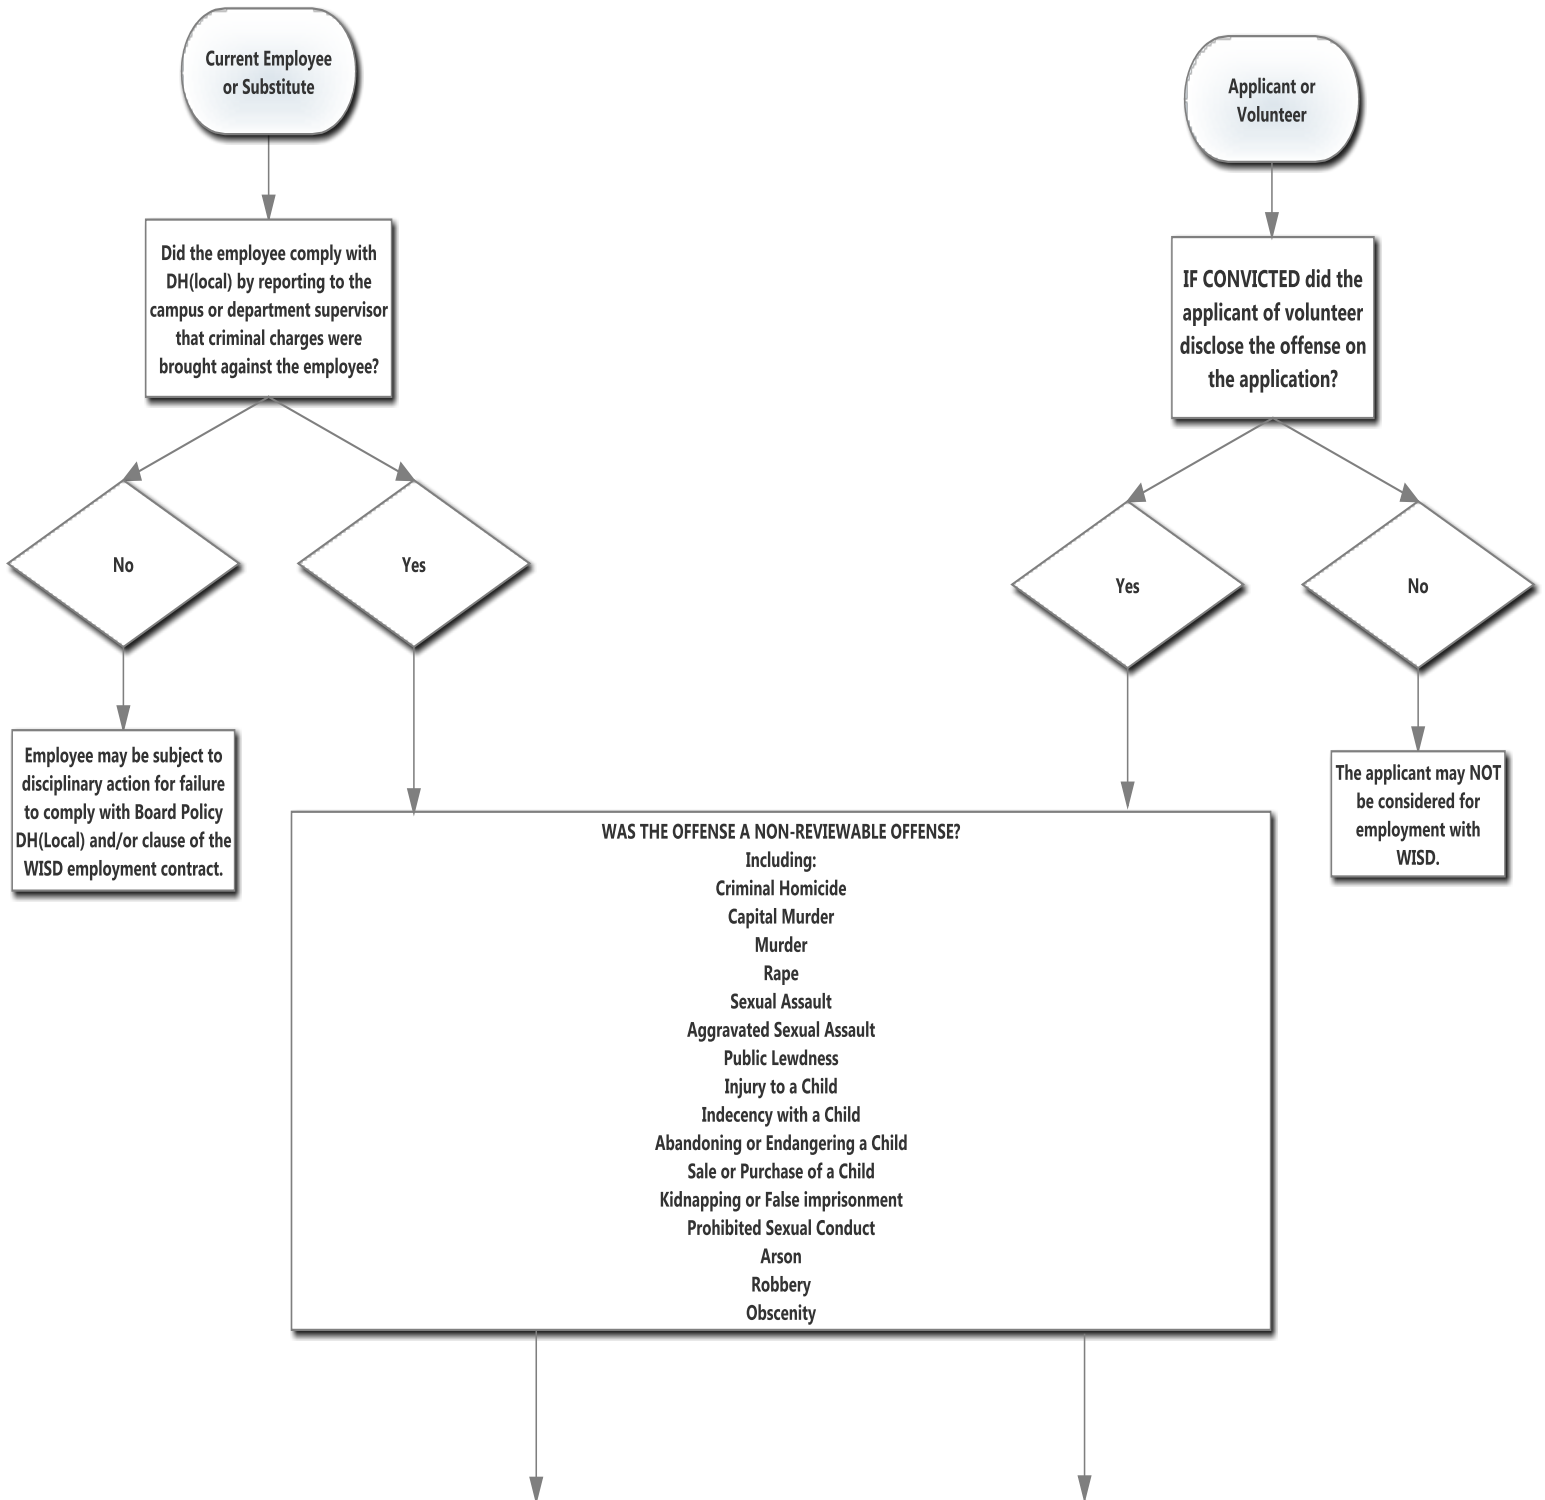 Current Employee
or Substitute
Applicant or
Volunteer
Did the employee comply with
DH(local) by reporting to the
campus or department supervisor
that criminal charges were
brought against the employee?
IF CONVICTED did the
applicant of volunteer
disclose the offense on
the application?
No
Yes
Yes
No
Employee may be subject to
disciplinary action for failure
to comply with Board Policy
DH(Local) and/or clause of the
WISD employment contract.
The applicant may NOT
be considered for
employment with
WISD.
WAS THE OFFENSE A NON-REVIEWABLE OFFENSE?
Including:
Criminal Homicide
Capital Murder
Murder
Rape
Sexual Assault
Aggravated Sexual Assault
Public Lewdness
Injury to a Child
Indecency with a Child
Abandoning or Endangering a Child
Sale or Purchase of a Child
Kidnapping or False imprisonment
Prohibited Sexual Conduct
Arson
Robbery
Obscenity